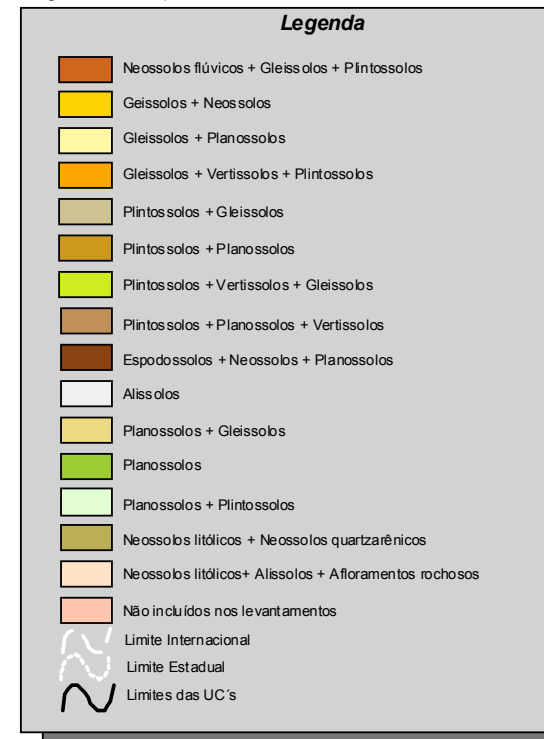 Legenda
Neossolos flúvicos + Gleissolos + Plintossolos
Geissolos + Neossolos
Gleissolos + Planossolos
Gleissolos + Vertissolos + Plintossolos
Plintossolos + Gleissolos
Plintossolos + Planossolos
Plintossolos + Vertissolos + Gleissolos
Plintossolos + Planossolos + Vertissolos
Espodossolos + Neossolos + Planossolos
Alissolos
Planossolos + Gleissolos
Planossolos
Planossolos + Plintossolos
Neossolos litólicos + Neossolos quartzarênicos
Neossolos litólicos+ Alissolos + Afloramentos rochosos
Não incluídos nos levantamentos
Limite Internacional
Limite Estadual
Limites das UC´s